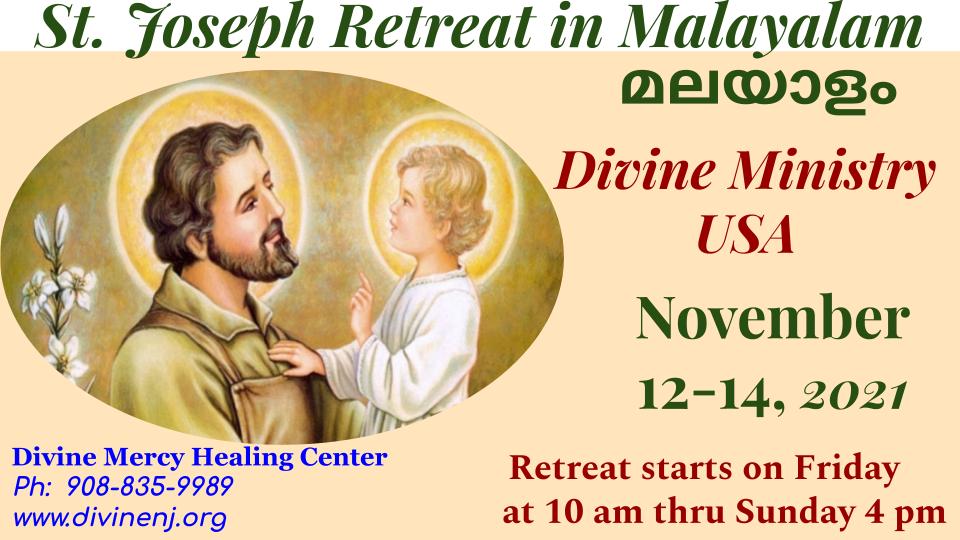 St. Joseph Retreat in Malayalam
മലയാളം
Divine Ministry
USA
November
12-14, 2021
Divine Mercy Healing Center
Ph: 908-835-9989
www.divinenj.org
Retreat starts on Friday
at 10 am thru Sunday 4 pm